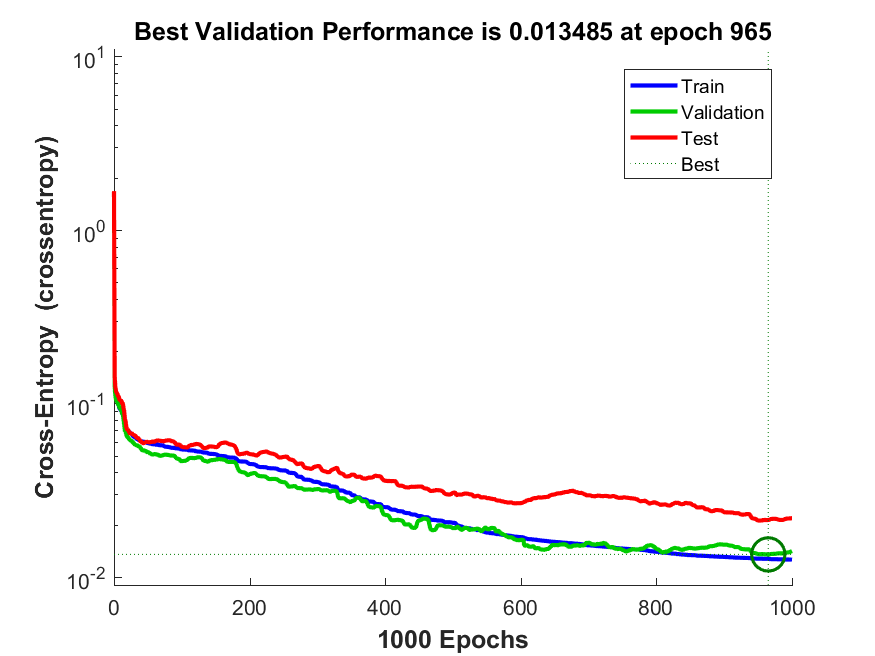 Best Validation Performance is 0.013485 at epoch 965
Cross-Entropy (crossentropy)
10^1
10^0
10^-1
10^-2
Train
Validation
Test
Best
0 200 400 600 800 1000
1000 Epochs